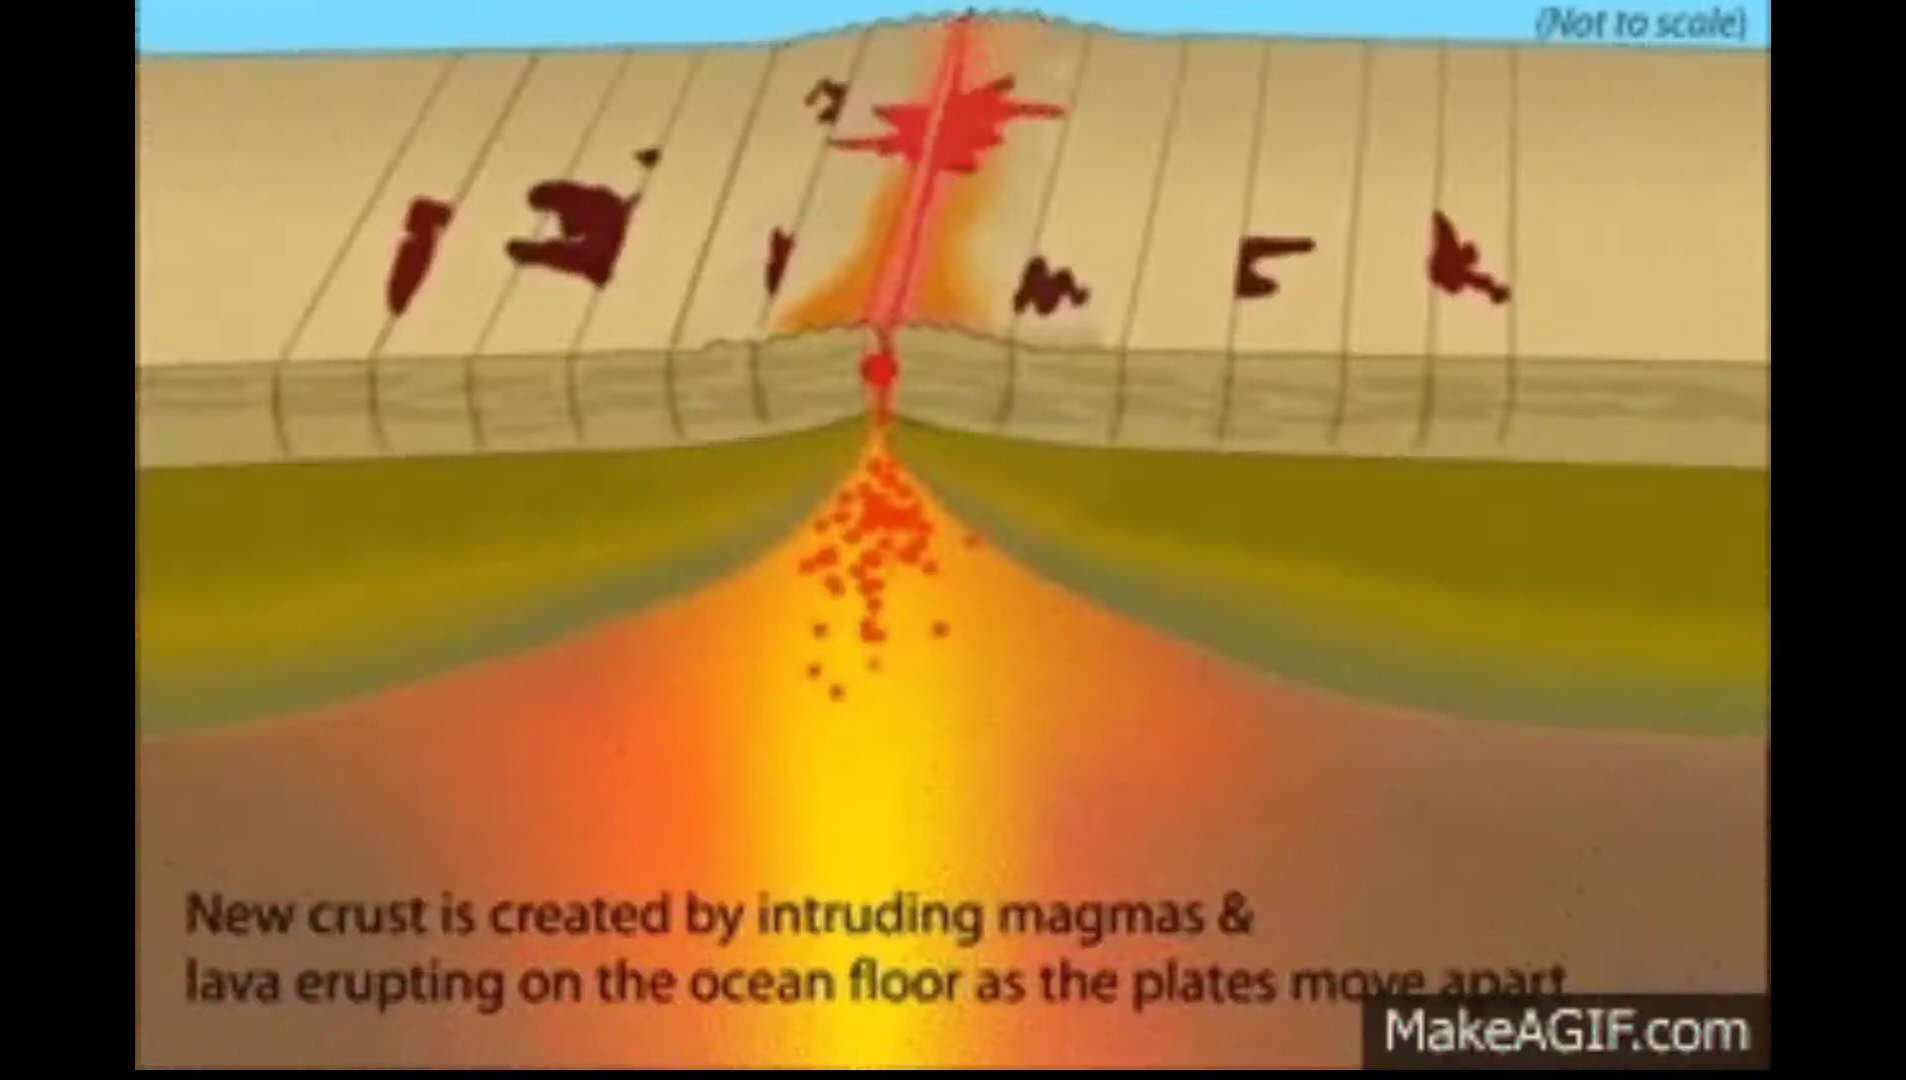 (Not to scale)
New crust is created by intruding magmas &
lava erupting on the ocean floor as the plates move apart
MakeAGIF.com